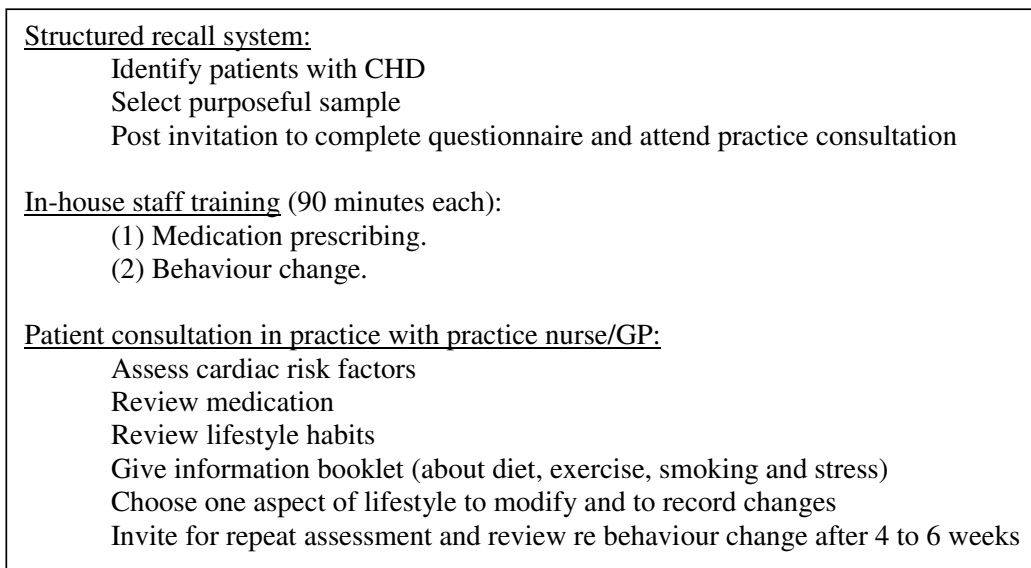 Structured recall system:
Identify patients with CHD
Select purposeful sample
Post invitation to complete questionnaire and attend practice consultation
In-house staff training (90 minutes each):
(1) Medication prescribing.
(2) Behaviour change.
Patient consultation in practice with practice nurse/GP:
Assess cardiac risk factors
Review medication
Review lifestyle habits
Give information booklet (about diet, exercise, smoking and stress)
Choose one aspect of lifestyle to modify and to record changes
Invite for repeat assessment and review re behaviour change after 4 to 6 weeks